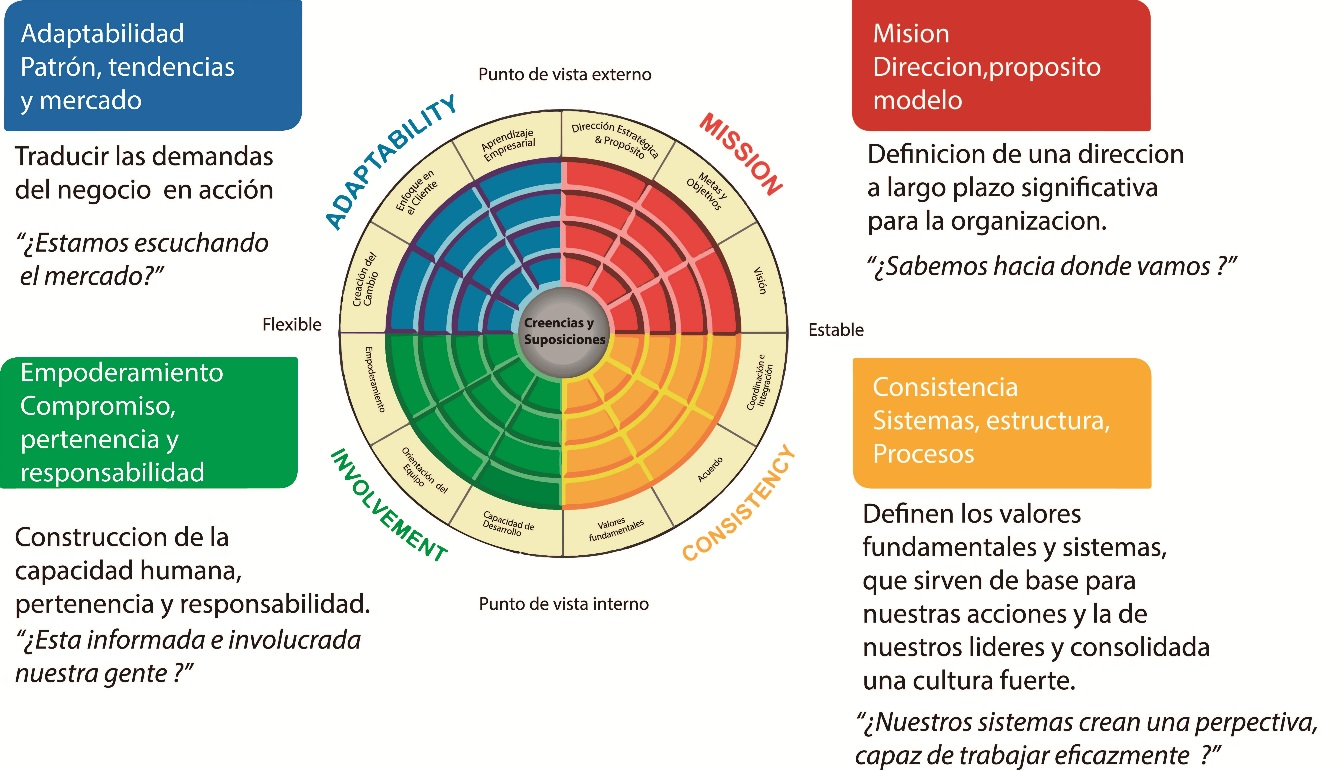 Adaptabilidad
Patrón, tendencias
y mercado
Traducir las demandas
del negocio en acción
“¿Estamos escuchando
el mercado?”
Punto de vista externo
Mision
Direccion,proposito
modelo
Definicion de una direccion
a largo plazo significativa
para la organizacion.
“¿Sabemos hacia donde vamos ?”
ADAPTABILITY
MISSION
Creación del
Cambio
Enfoque en
el Cliente
Aprendizaje
Empresarial
Dirección Estratégica
& Propósito
Metas y
Objetivos
Visión
Flexible
Creencias y
Suposiciones
Estable
Empoderamiento
Orientación del
Equipo
Capacidad de
Desarrollo
Valores
fundamentales
Acuerdo
Coordinación e
Integración
INVOLVEMENT
CONSISTENCY
Punto de vista interno
Empoderamiento
Compromiso,
pertenencia y
responsabilidad
Construccion de la
capacidad humana,
pertenencia y responsabilidad.
“¿Esta informada e involucrada
nuestra gente ?”
Consistencia
Sistemas, estructura,
Procesos
Definen los valores
fundamentales y sistemas,
que sirven de base para
nuestras acciones y la de
nuestros lideres y consolidada
una cultura fuerte.
“¿Nuestros sistemas crean una perpectiva,
capaz de trabajar eficazmente ?”